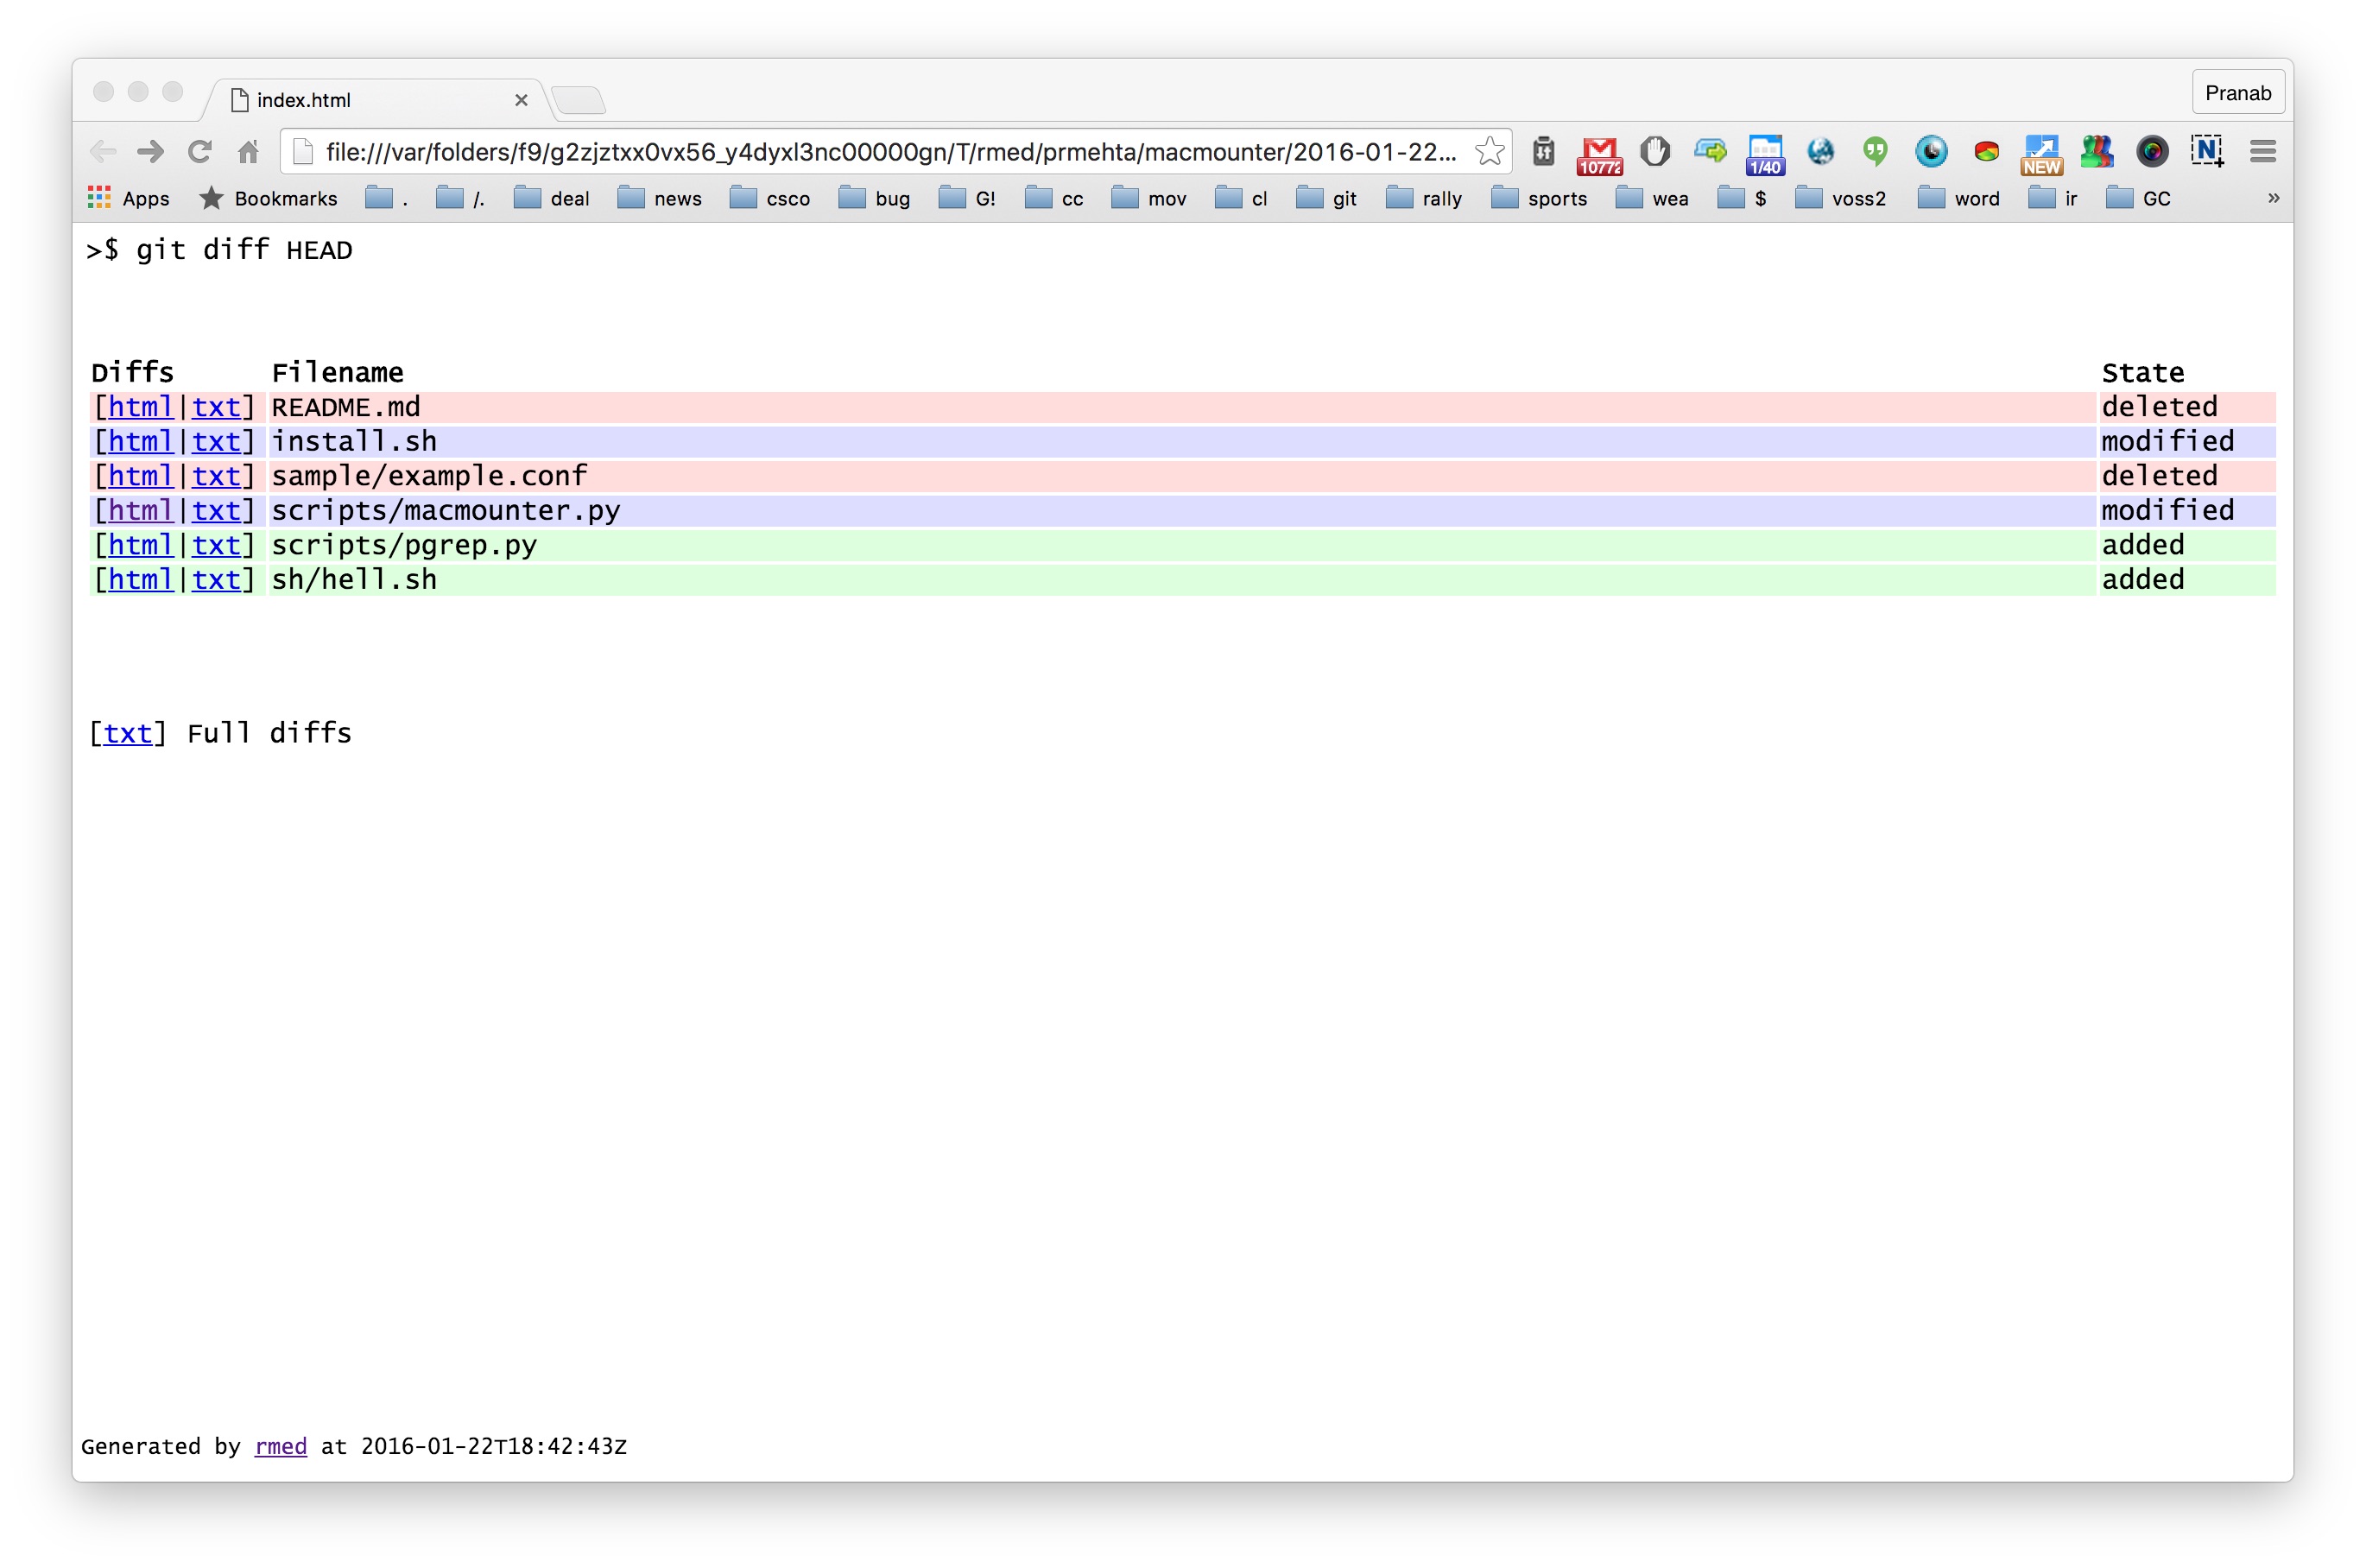 index.html
Pranab
file:///var/folders/f9/g2zjztxx0vx56_y4dyxl3nc00000gn/T/rmed/prmehta/macmounter/2016-01-22...
10772
1/40
NEW
N
Apps Bookmarks . /. deal news csco bug G! cc mov cl git rally sports wea $ voss2 word ir GC »
>$ git diff HEAD
Diffs Filename State
[html|txt] README.md deleted
[html|txt] install.sh modified
[html|txt] sample/example.conf deleted
[html|txt] scripts/macmounter.py modified
[html|txt] scripts/pgrep.py added
[html|txt] sh/hell.sh added
[txt] Full diffs
Generated by rmed at 2016-01-22T18:42:43Z